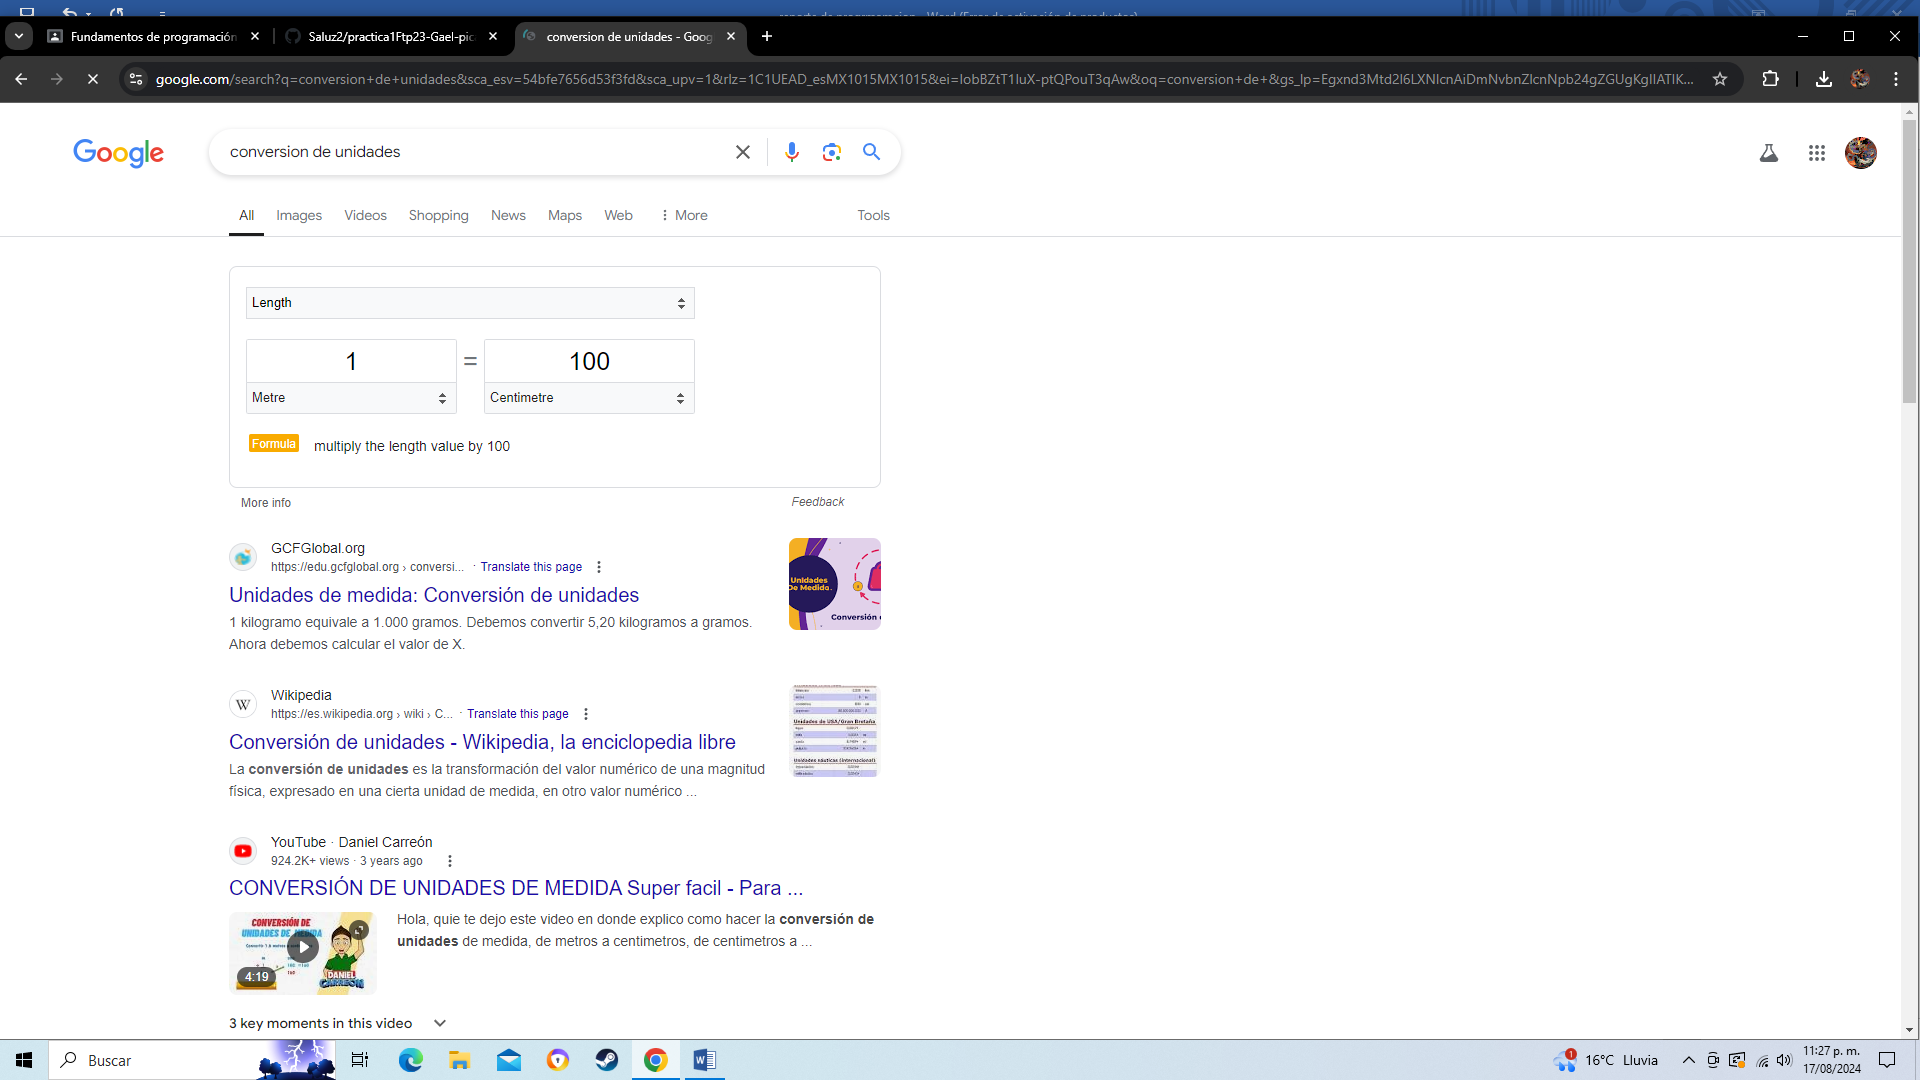 Fundamentos de programación
Saluz2/practica1Ftp23-Gael-pic
conversion de unidades - Goog
google.com/search?q=conversion+de+unidades&sca_esv=54bfe7656d53f3fd&sca_upv=1&rlz=1C1UEAD_esMX1015MX1015&ei=
Google
conversion de unidades
All Images Videos Shopping News Maps Web More Tools
Length
1 = 100
Metre Centimetre
Formula multiply the length value by 100
More info Feedback
GCFGlobal.org
https://edu.gcfglobal.org › conversi... · Translate this page
Unidades de medida: Conversión de unidades
1 kilogramo equivale a 1.000 gramos. Debemos convertir 5,20 kilogramos a gramos.
Ahora debemos calcular el valor de X.
Unidades
De Medida.
Conversión
Wikipedia
https://es.wikipedia.org › wiki › C... · Translate this page
Conversión de unidades - Wikipedia, la enciclopedia libre
La conversión de unidades es la transformación del valor numérico de una magnitud
física, expresado en una cierta unidad de medida, en otro valor numérico ...
Unidades de USA/Gran Bretaña
Unidades náuticas (internacional)
YouTube · Daniel Carreón
924.2K+ views · 3 years ago
CONVERSIÓN DE UNIDADES DE MEDIDA Super facil - Para ...
Hola, quie te dejo este video en donde explico como hacer la conversión de
unidades de medida, de metros a centimetros, de centimetros a ...
CONVERSIÓN DE
UNIDADES DE MEDIDA
4:19
DANIEL
CARREÓN
3 key moments in this video
Buscar
1
16°C Lluvia
11:27 p. m.
17/08/2024